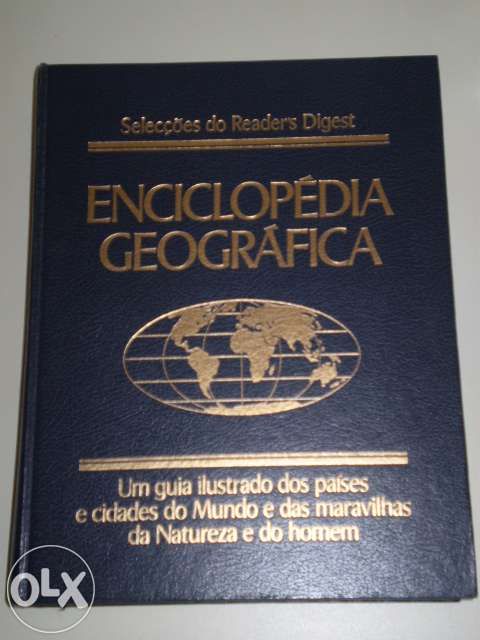 Selecções do Reader's Digest
ENCICLOPÉDIA
GEOGRÁFICA
Um guia ilustrado dos países
e cidades do Mundo e das maravilhas
da Natureza e do homem
OLX